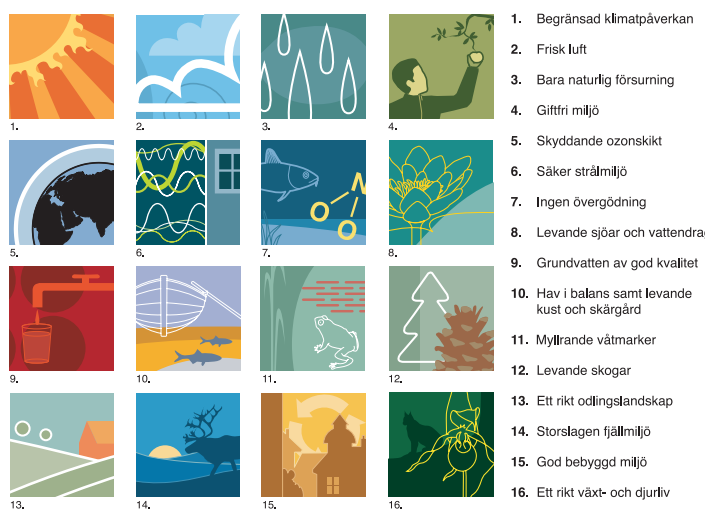 1.
2.
3.
4.
N
O
O
5.
6.
7.
8.
9.
10.
11.
12.
13.
14.
15.
16.
1. Begränsad klimatpåverkan
2. Frisk luft
3. Bara naturlig försurning
4. Giftfri miljö
5. Skyddande ozonskikt
6. Säker strålmiljö
7. Ingen övergödning
8. Levande sjöar och vattendrag
9. Grundvatten av god kvalitet
10. Hav i balans samt levande
kust och skärgård
11. Myllrande våtmarker
12. Levande skogar
13. Ett rikt odlingslandskap
14. Storslagen fjällmiljö
15. God bebyggd miljö
16. Ett rikt växt- och djurliv